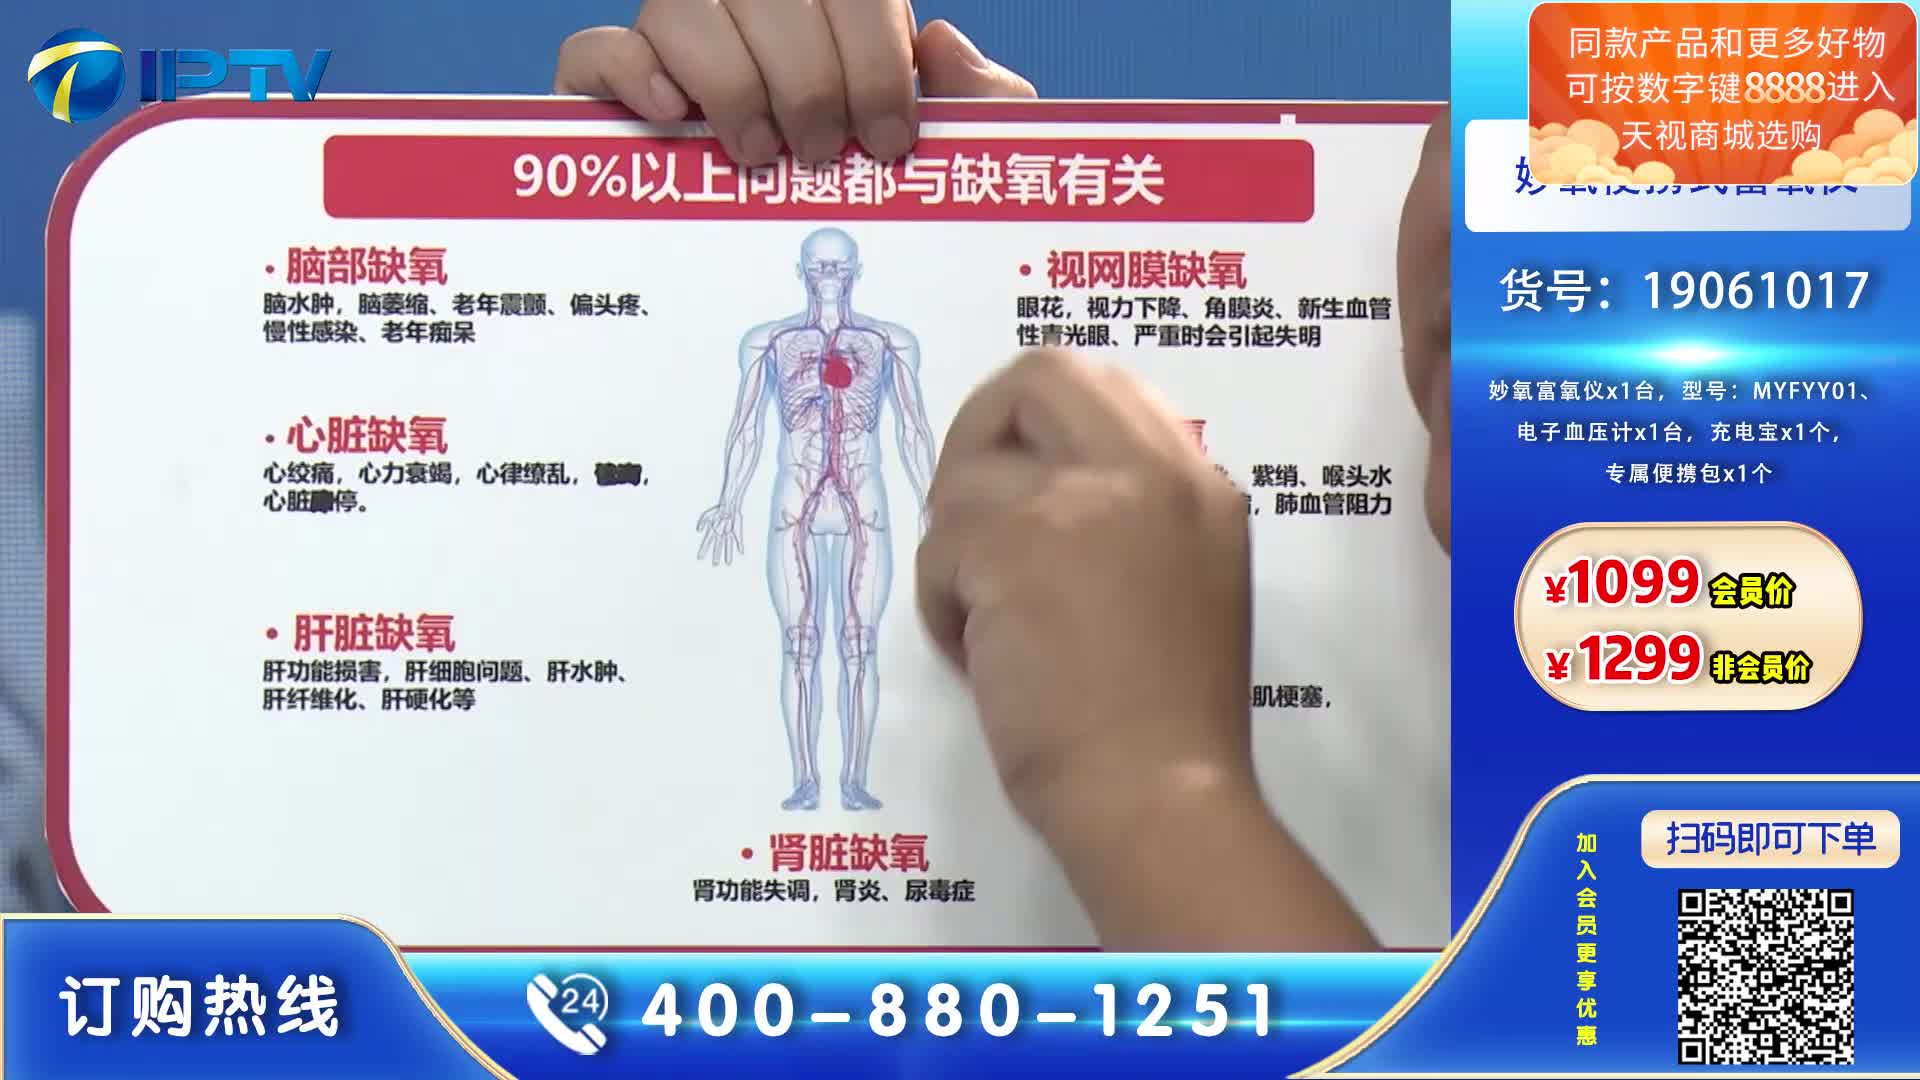 IPTV
90%以上问题都与缺氧有关
• 脑部缺氧
脑水肿，脑萎缩、老年震颤、偏头疼、
慢性感染、老年痴呆
• 心脏缺氧
心绞痛，心力衰竭，心律缭乱，
心脏停。
• 肝脏缺氧
肝功能损害，肝细胞问题、肝水肿、
肝纤维化、肝硬化等
• 肾脏缺氧
肾功能失调，肾炎、尿毒症
• 视网膜缺氧
眼花，视力下降、角膜炎、新生血管
性青光眼、严重时会引起失明
紫绡、喉头水
，肺血管阻力
肌梗塞，
同款产品和更多好物
可按数字键8888进入
天视商城选购
货号：19061017
妙氧富氧仪x1台，型号：MYFYY01、
电子血压计x1台，充电宝x1个，
专属便携包x1个
¥1099 会员价
¥1299 非会员价
扫码即可下单
加入会员更享优惠
订购热线
24
400-880-1251